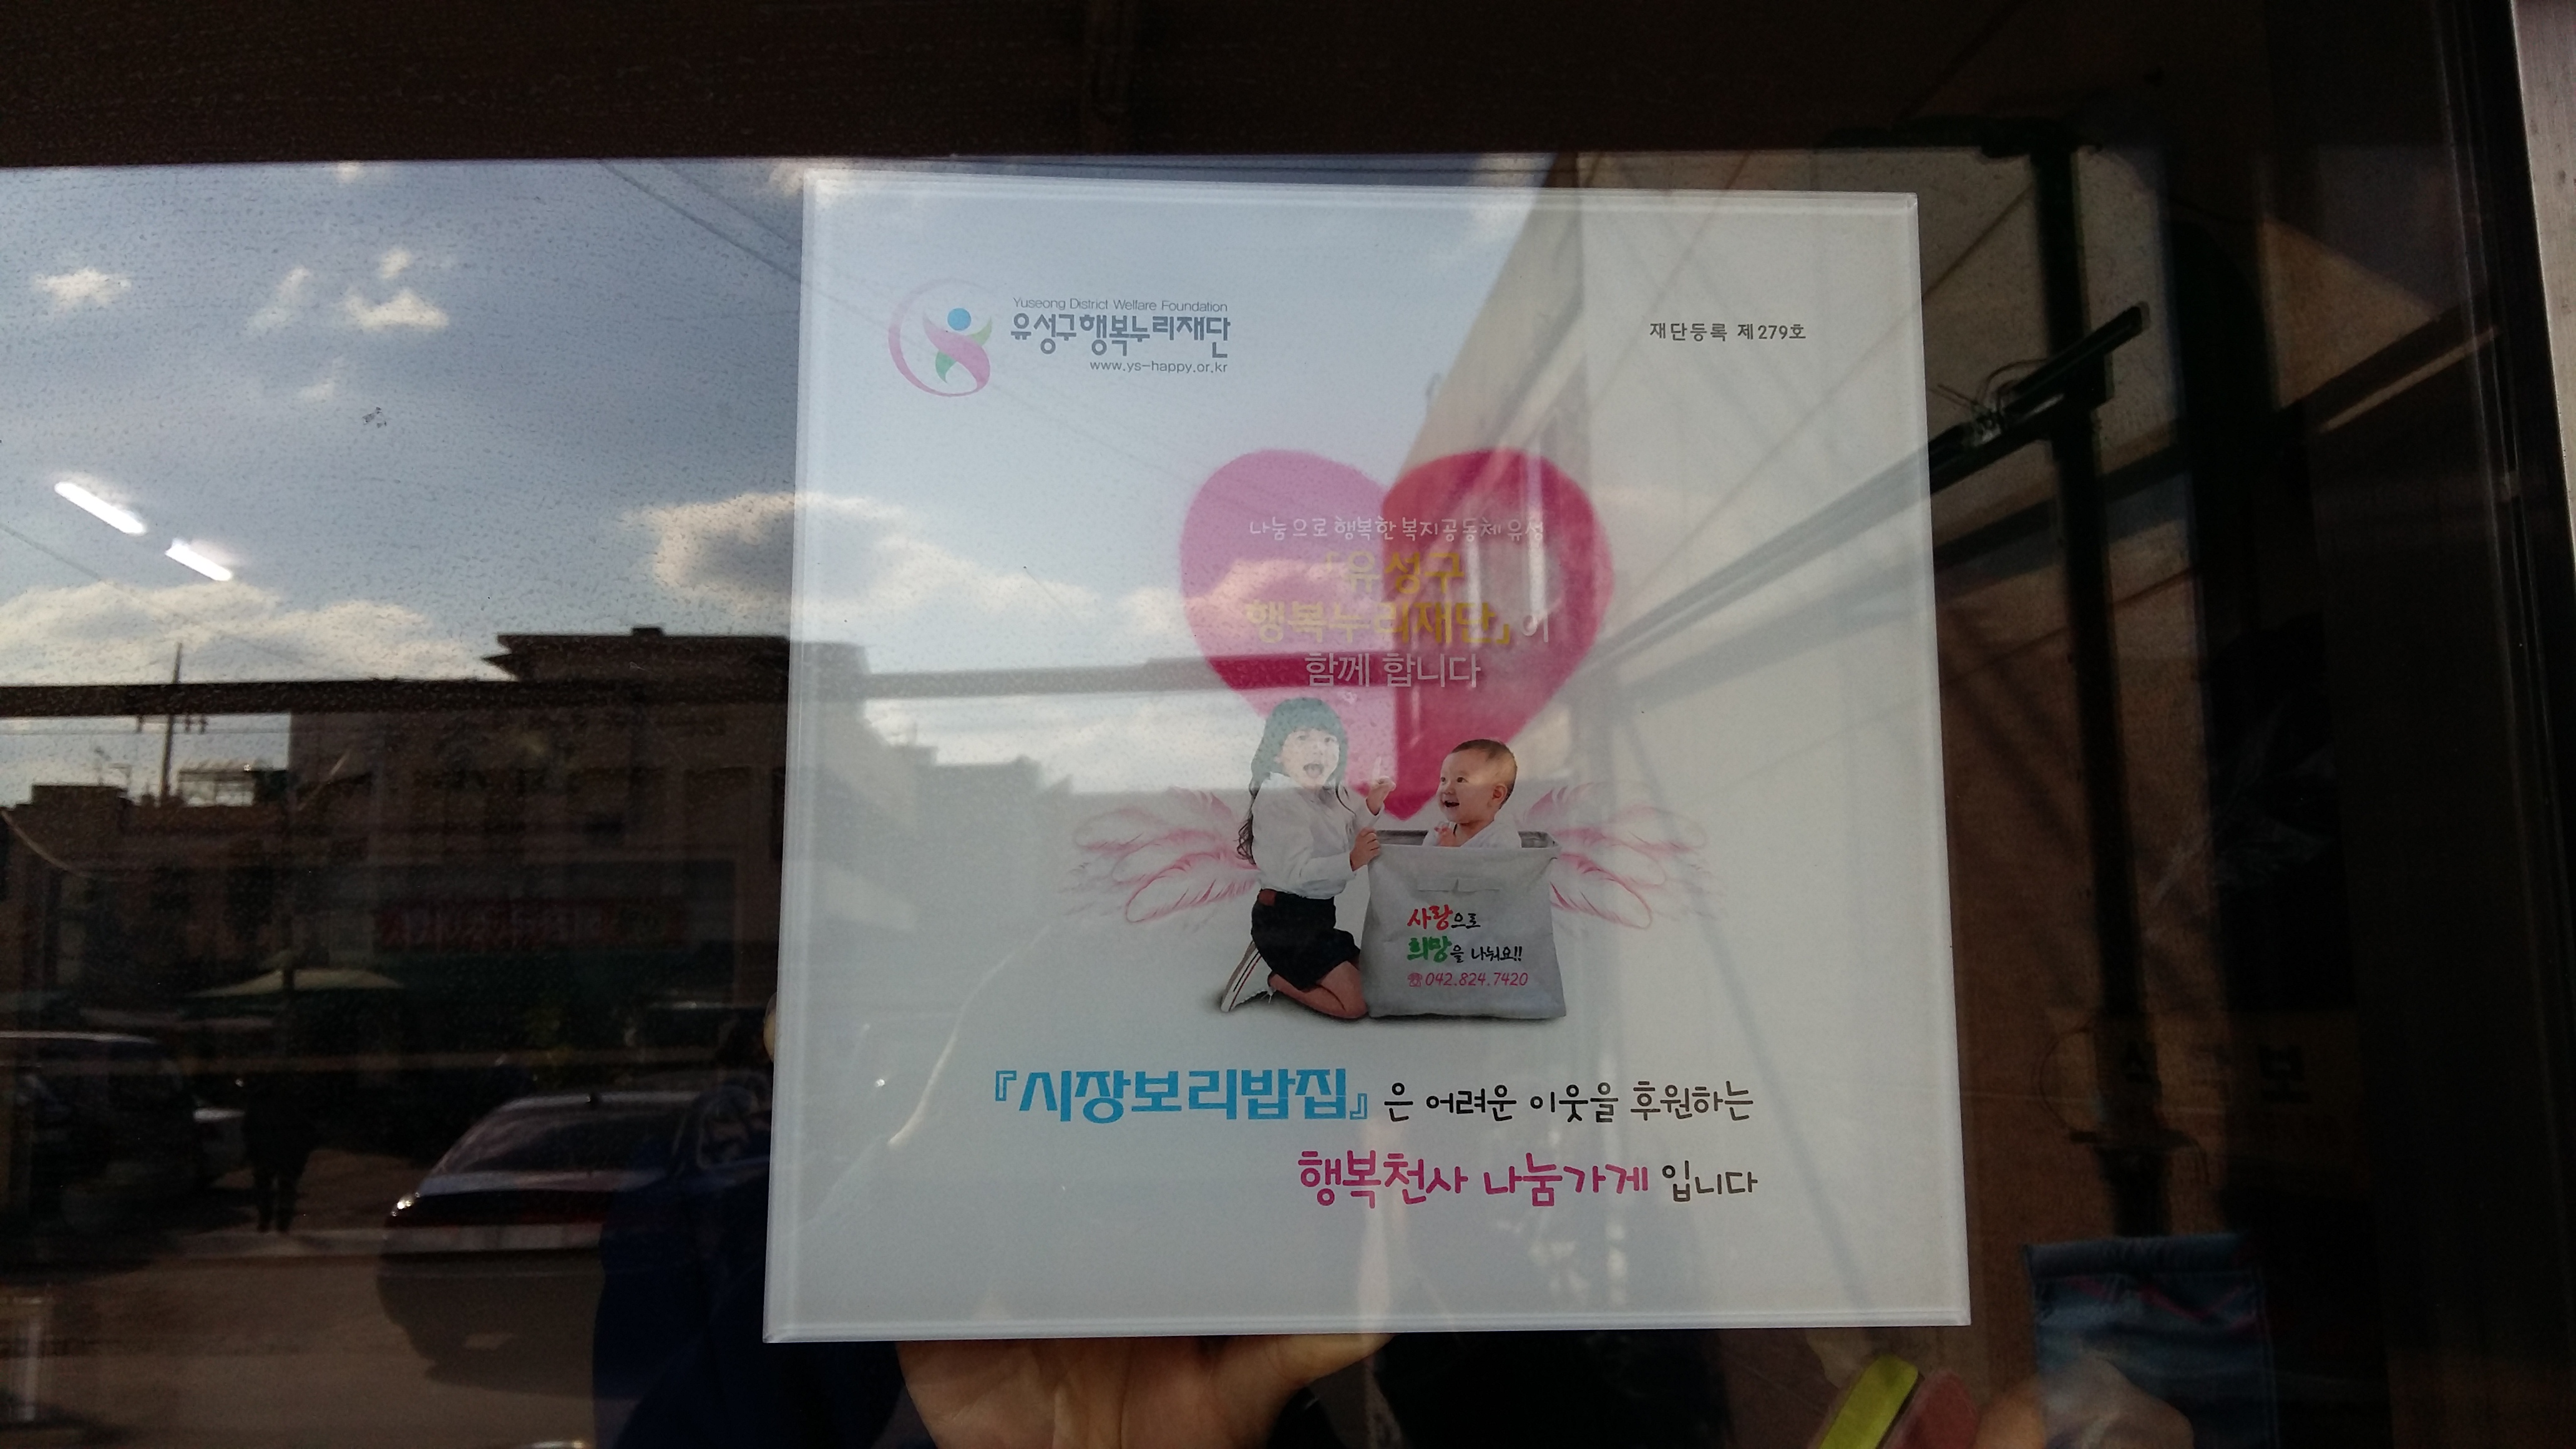 Yuseong District Welfare Foundation
유성구행복누리재단
www.ys-happy.or.kr
재단등록 제279호
나눔으로 행복한 복지공동체 유성
「유성구
행복누리재단」이
함께 합니다
사랑으로
희망을 나눠요!!
☎042.824.7420
『시장보리밥집』은 어려운 이웃을 후원하는
행복천사 나눔가게 입니다